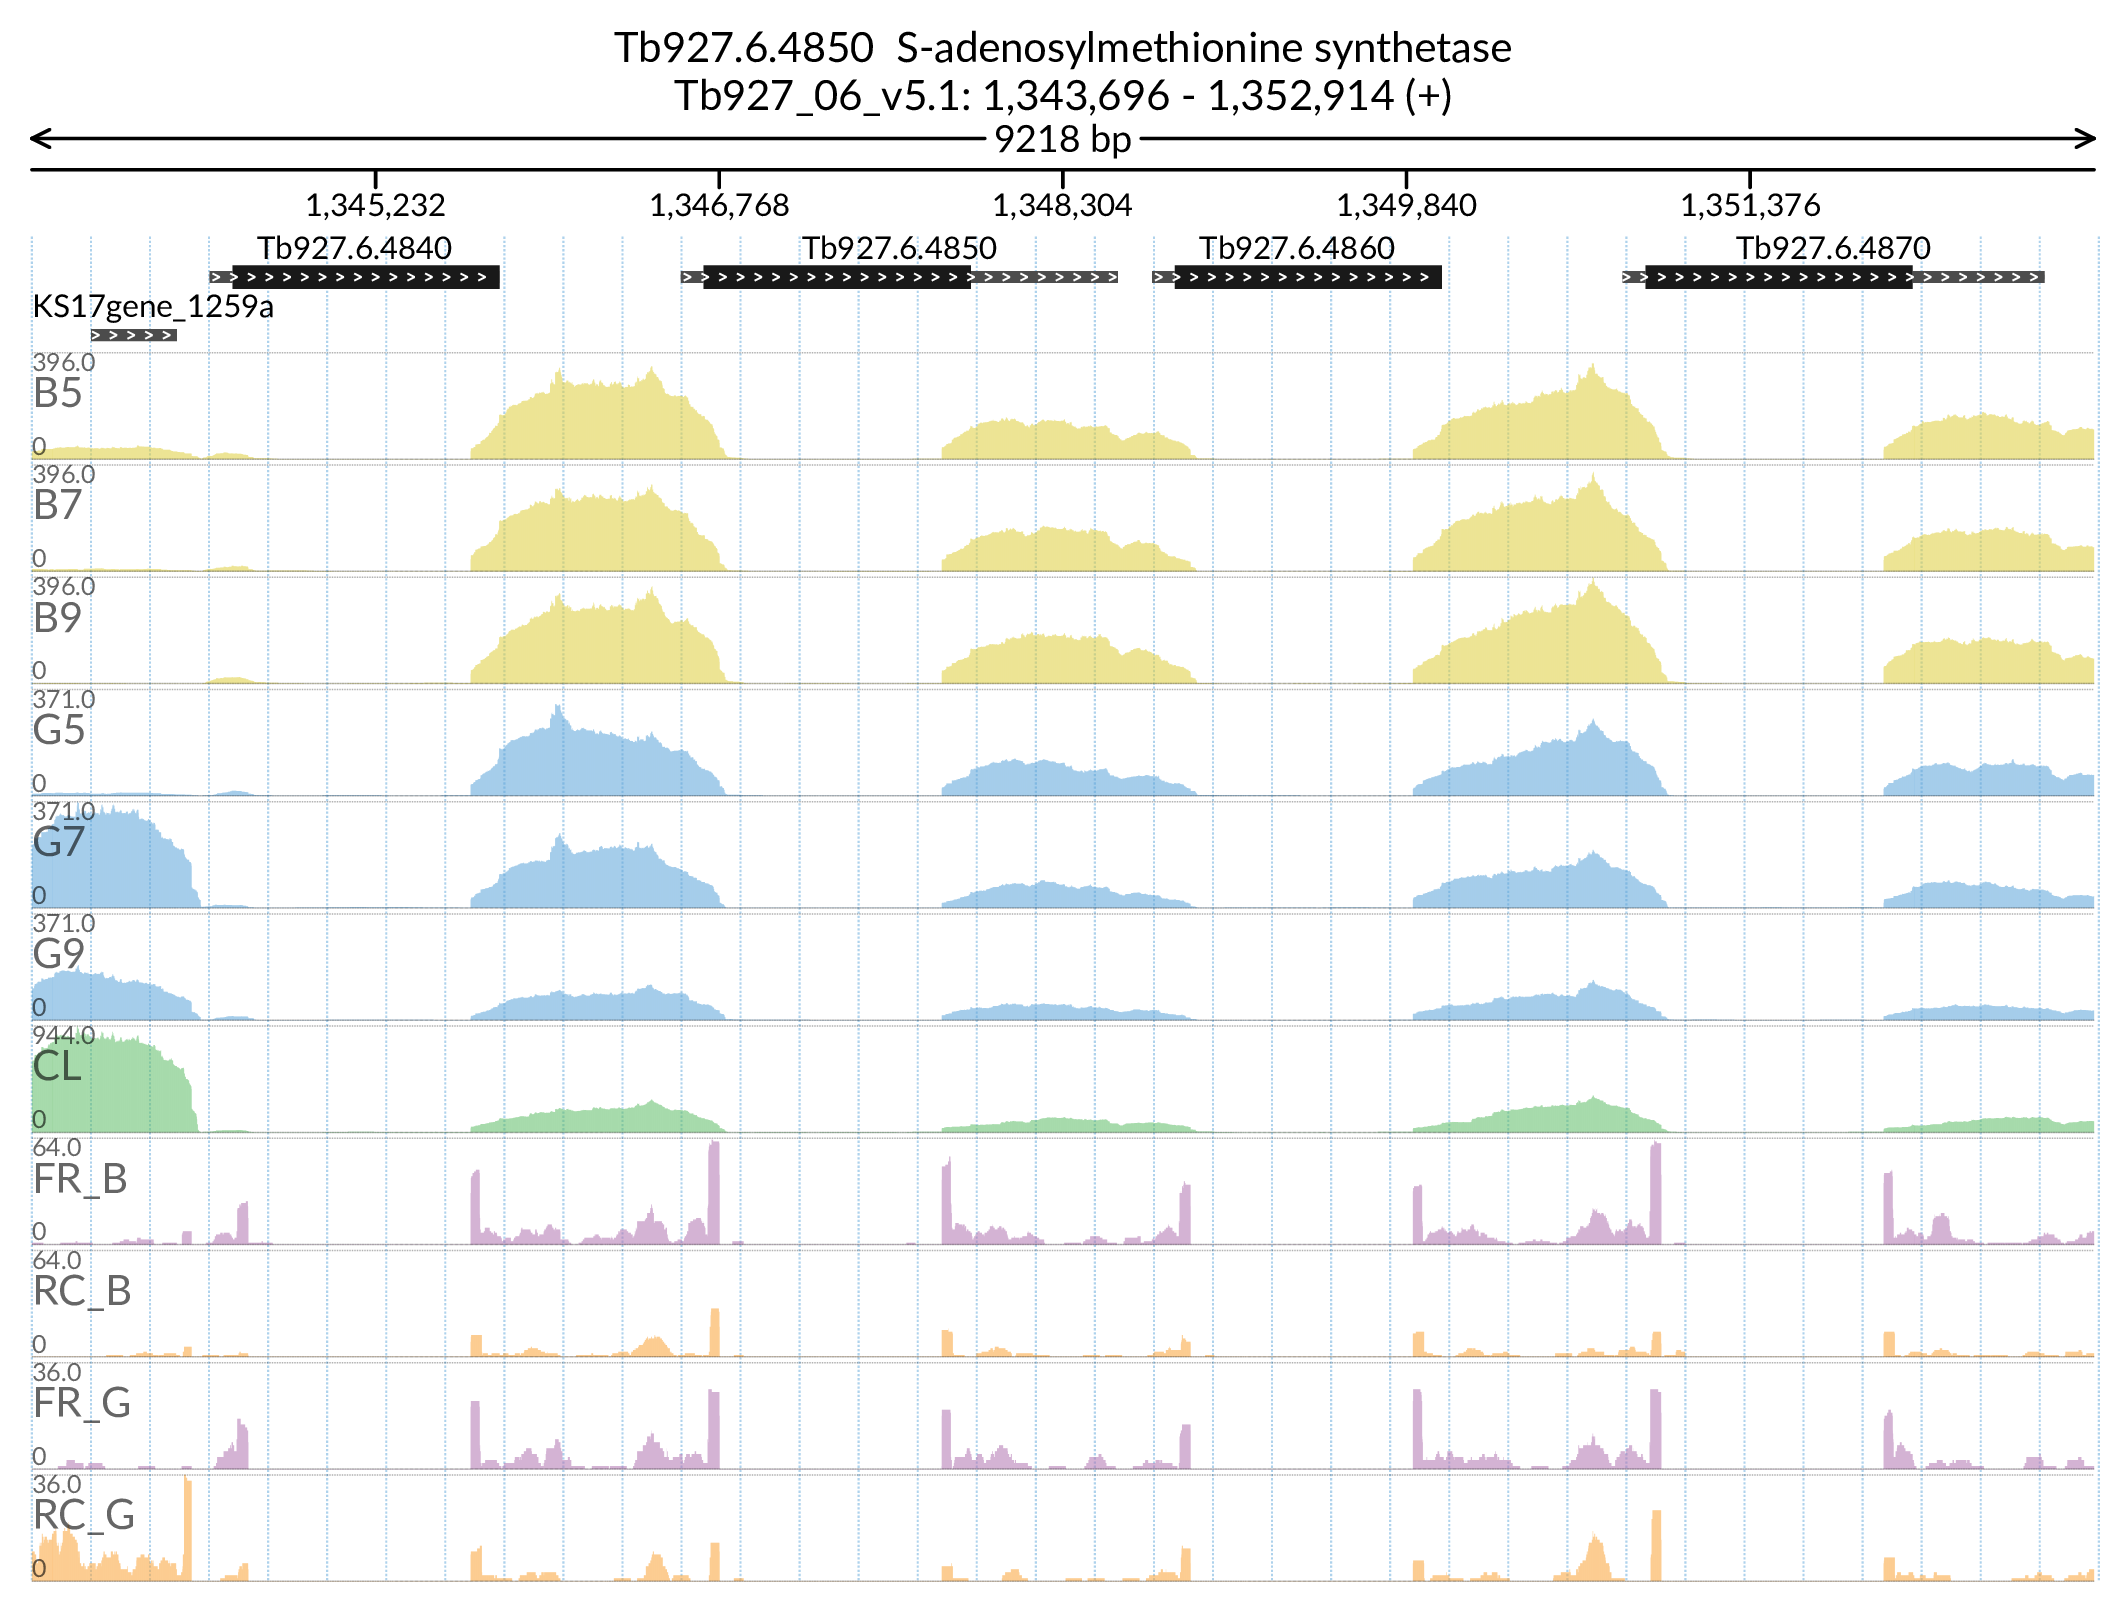 Tb927.6.4850  S-adenosylmethionine synthetase
Tb927_06_v5.1: 1,343,696 - 1,352,914 (+)
9218 bp
1,345,232 1,346,768 1,348,304 1,349,840 1,351,376
Tb927.6.4840 Tb927.6.4850 Tb927.6.4860 Tb927.6.4870
KS17gene_1259a
396.0
B5
0
396.0
B7
0
396.0
B9
0
371.0
G5
0
371.0
G7
0
371.0
G9
0
944.0
CL
0
64.0
FR_B
0
64.0
RC_B
0
36.0
FR_G
0
36.0
RC_G
0